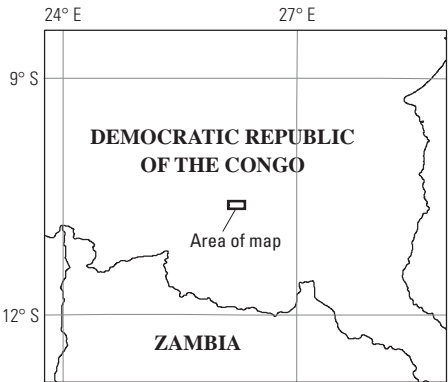 24° E 27° E
9° S
DEMOCRATIC REPUBLIC
OF THE CONGO
Area of map
12° S
ZAMBIA